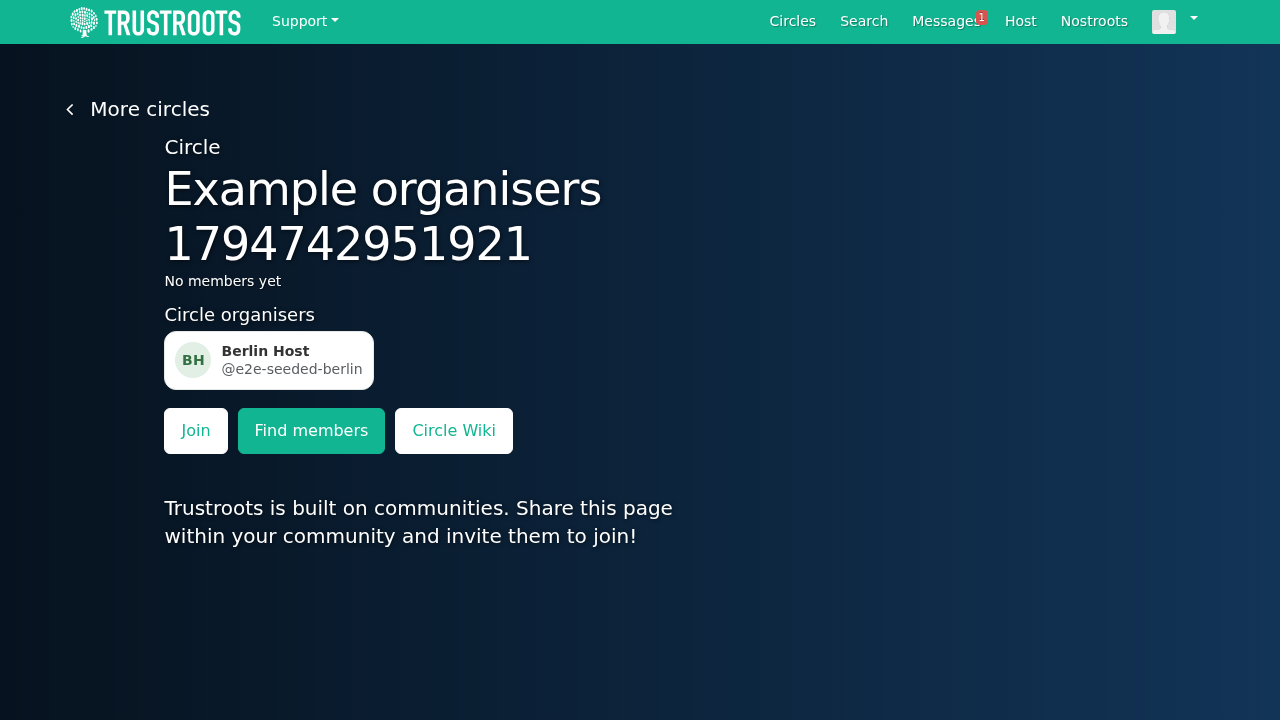 TRUSTROOTS
Support
Circles
Search
Messages
1
Host
Nostroots
More circles
Circle
Example organisers
1794742951921
No members yet
Circle organisers
BH
Berlin Host
@e2e-seeded-berlin
Join
Find members
Circle Wiki
Trustroots is built on communities. Share this page
within your community and invite them to join!